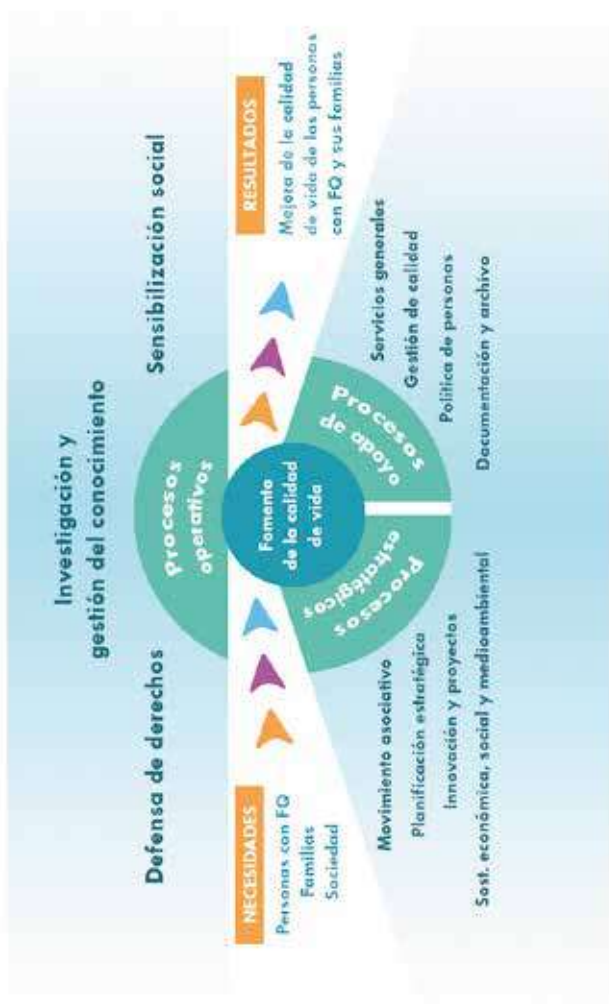 Investigación y
gestión del conocimiento
Defensa de derechos
Sensibilización social
Procesos
operativos
NECESIDADES
Personas con FQ
Familias
Sociedad
Fomento
de la calidad
de vida
RESULTADOS
Mejora de la calidad
de vida de las personas
con FQ y sus familias
Procesos
estratégicos
Procesos
de apoyo
Movimiento asociativo
Planificación estratégica
Innovación y proyectos
Sost. económica, social y medioambiental
Servicios generales
Gestión de calidad
Política de personas
Documentación y archivo